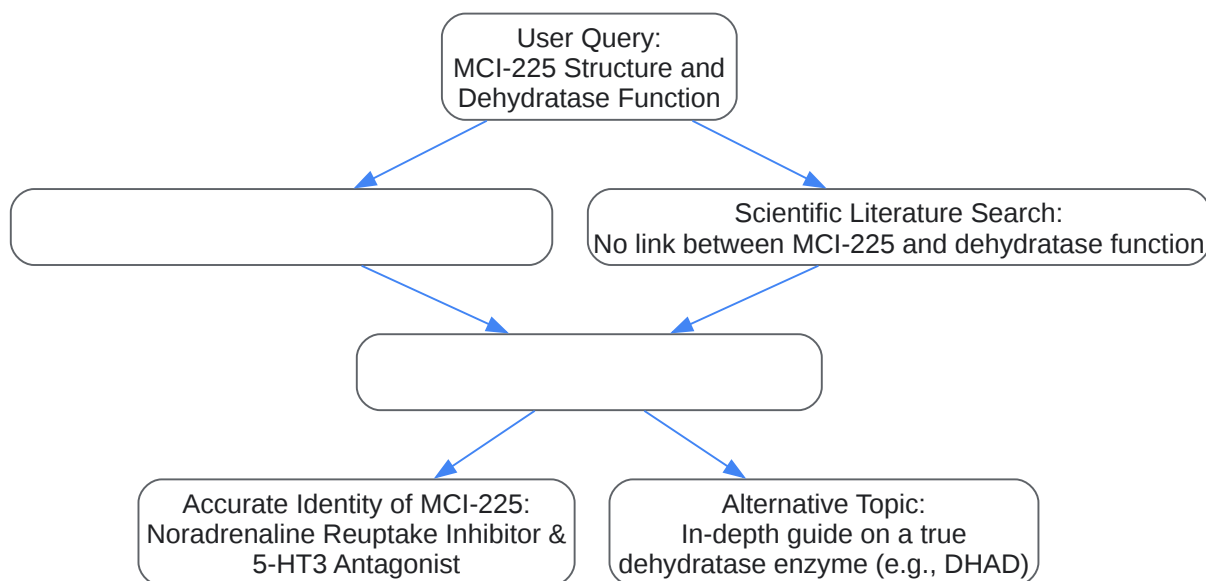 User Query:
MCI-225 Structure and
Dehydratase Function
Scientific Literature Search:
No link between MCI-225 and dehydratase function
Accurate Identity of MCI-225:
Noradrenaline Reuptake Inhibitor &
5-HT3 Antagonist
Alternative Topic:
In-depth guide on a true
dehydratase enzyme (e.g., DHAD)